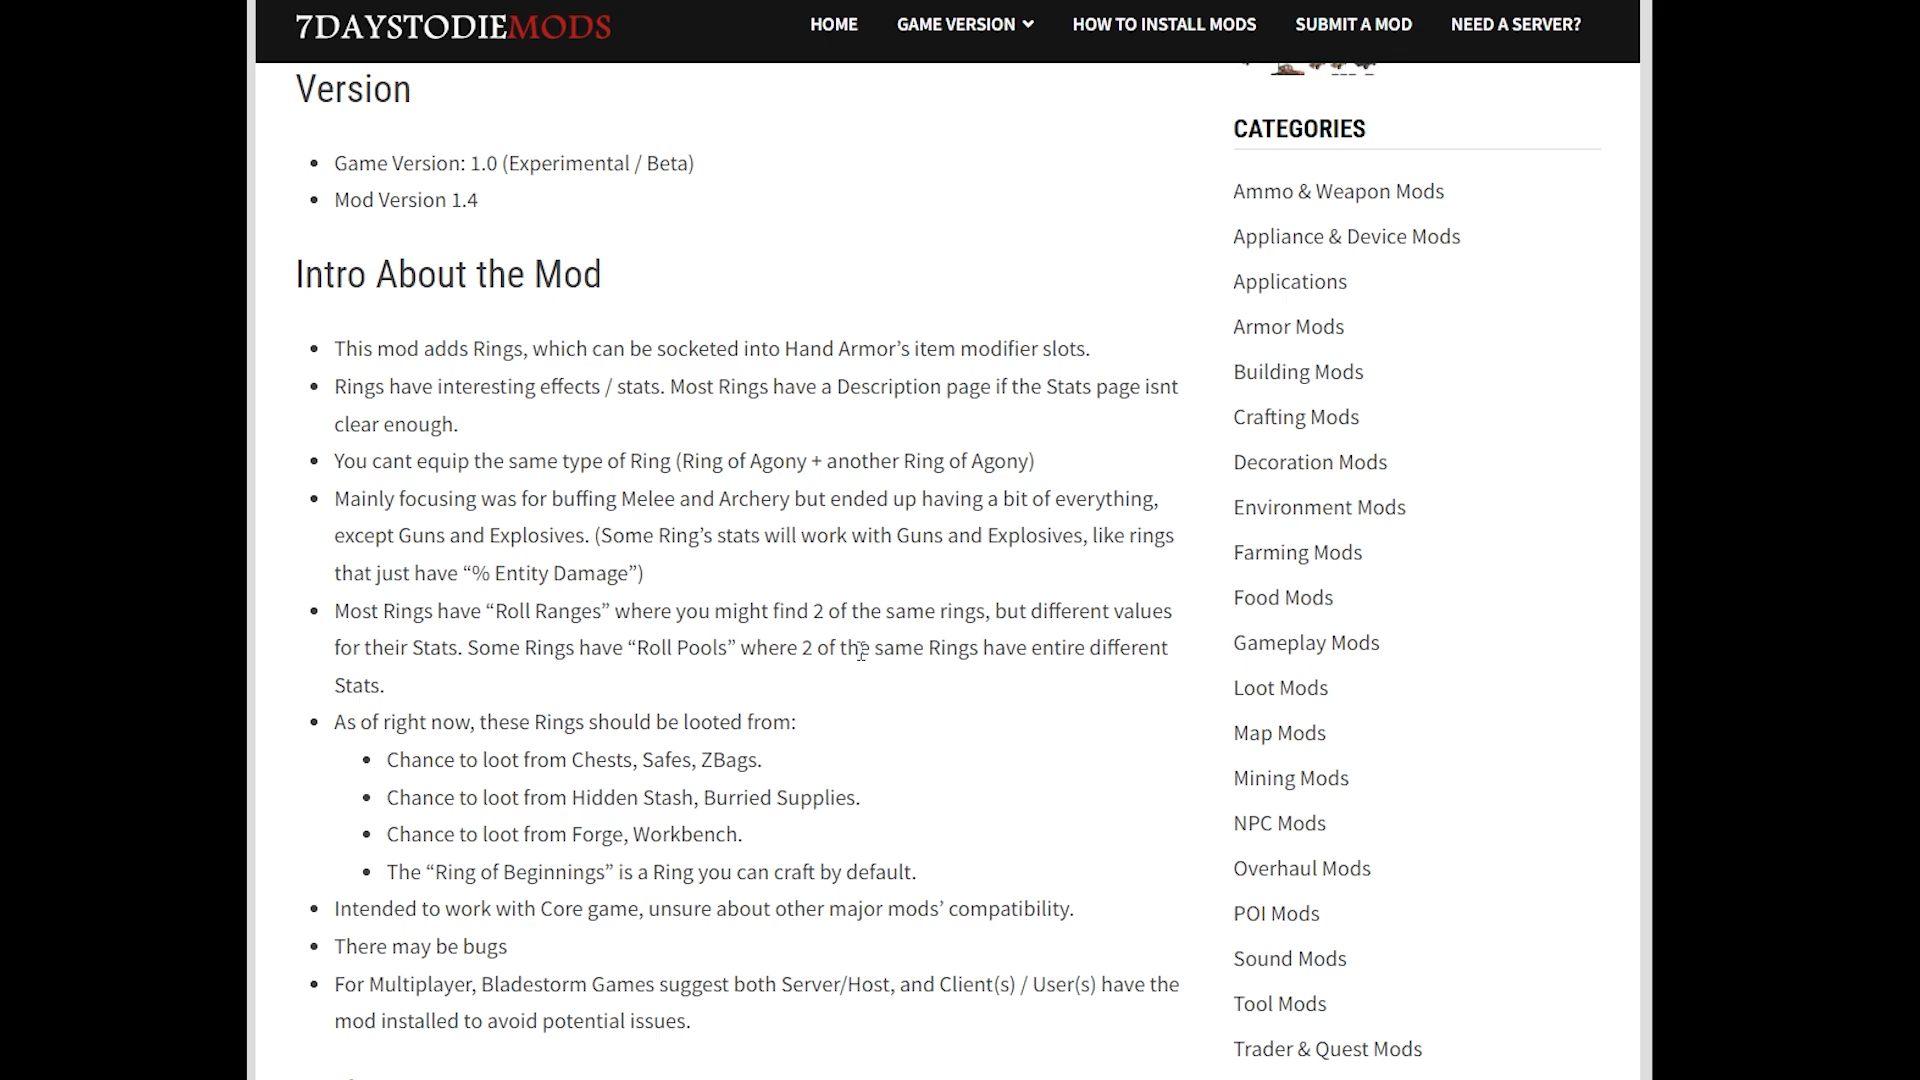 7DAYSTODIEMODS
HOME
GAME VERSION
HOW TO INSTALL MODS
SUBMIT A MOD
NEED A SERVER?
Version
Game Version: 1.0 (Experimental / Beta)
Mod Version 1.4
Intro About the Mod
This mod adds Rings, which can be socketed into Hand Armor’s item modifier slots.
Rings have interesting effects / stats. Most Rings have a Description page if the Stats page isnt
clear enough.
You cant equip the same type of Ring (Ring of Agony + another Ring of Agony)
Mainly focusing was for buffing Melee and Archery but ended up having a bit of everything,
except Guns and Explosives. (Some Ring’s stats will work with Guns and Explosives, like rings
that just have “% Entity Damage”)
Most Rings have “Roll Ranges” where you might find 2 of the same rings, but different values
for their Stats. Some Rings have “Roll Pools” where 2 of the same Rings have entire different
Stats.
As of right now, these Rings should be looted from:
Chance to loot from Chests, Safes, ZBags.
Chance to loot from Hidden Stash, Burried Supplies.
Chance to loot from Forge, Workbench.
The “Ring of Beginnings” is a Ring you can craft by default.
Intended to work with Core game, unsure about other major mods’ compatibility.
There may be bugs
For Multiplayer, Bladestorm Games suggest both Server/Host, and Client(s) / User(s) have the
mod installed to avoid potential issues.
CATEGORIES
Ammo & Weapon Mods
Appliance & Device Mods
Applications
Armor Mods
Building Mods
Crafting Mods
Decoration Mods
Environment Mods
Farming Mods
Food Mods
Gameplay Mods
Loot Mods
Map Mods
Mining Mods
NPC Mods
Overhaul Mods
POI Mods
Sound Mods
Tool Mods
Trader & Quest Mods